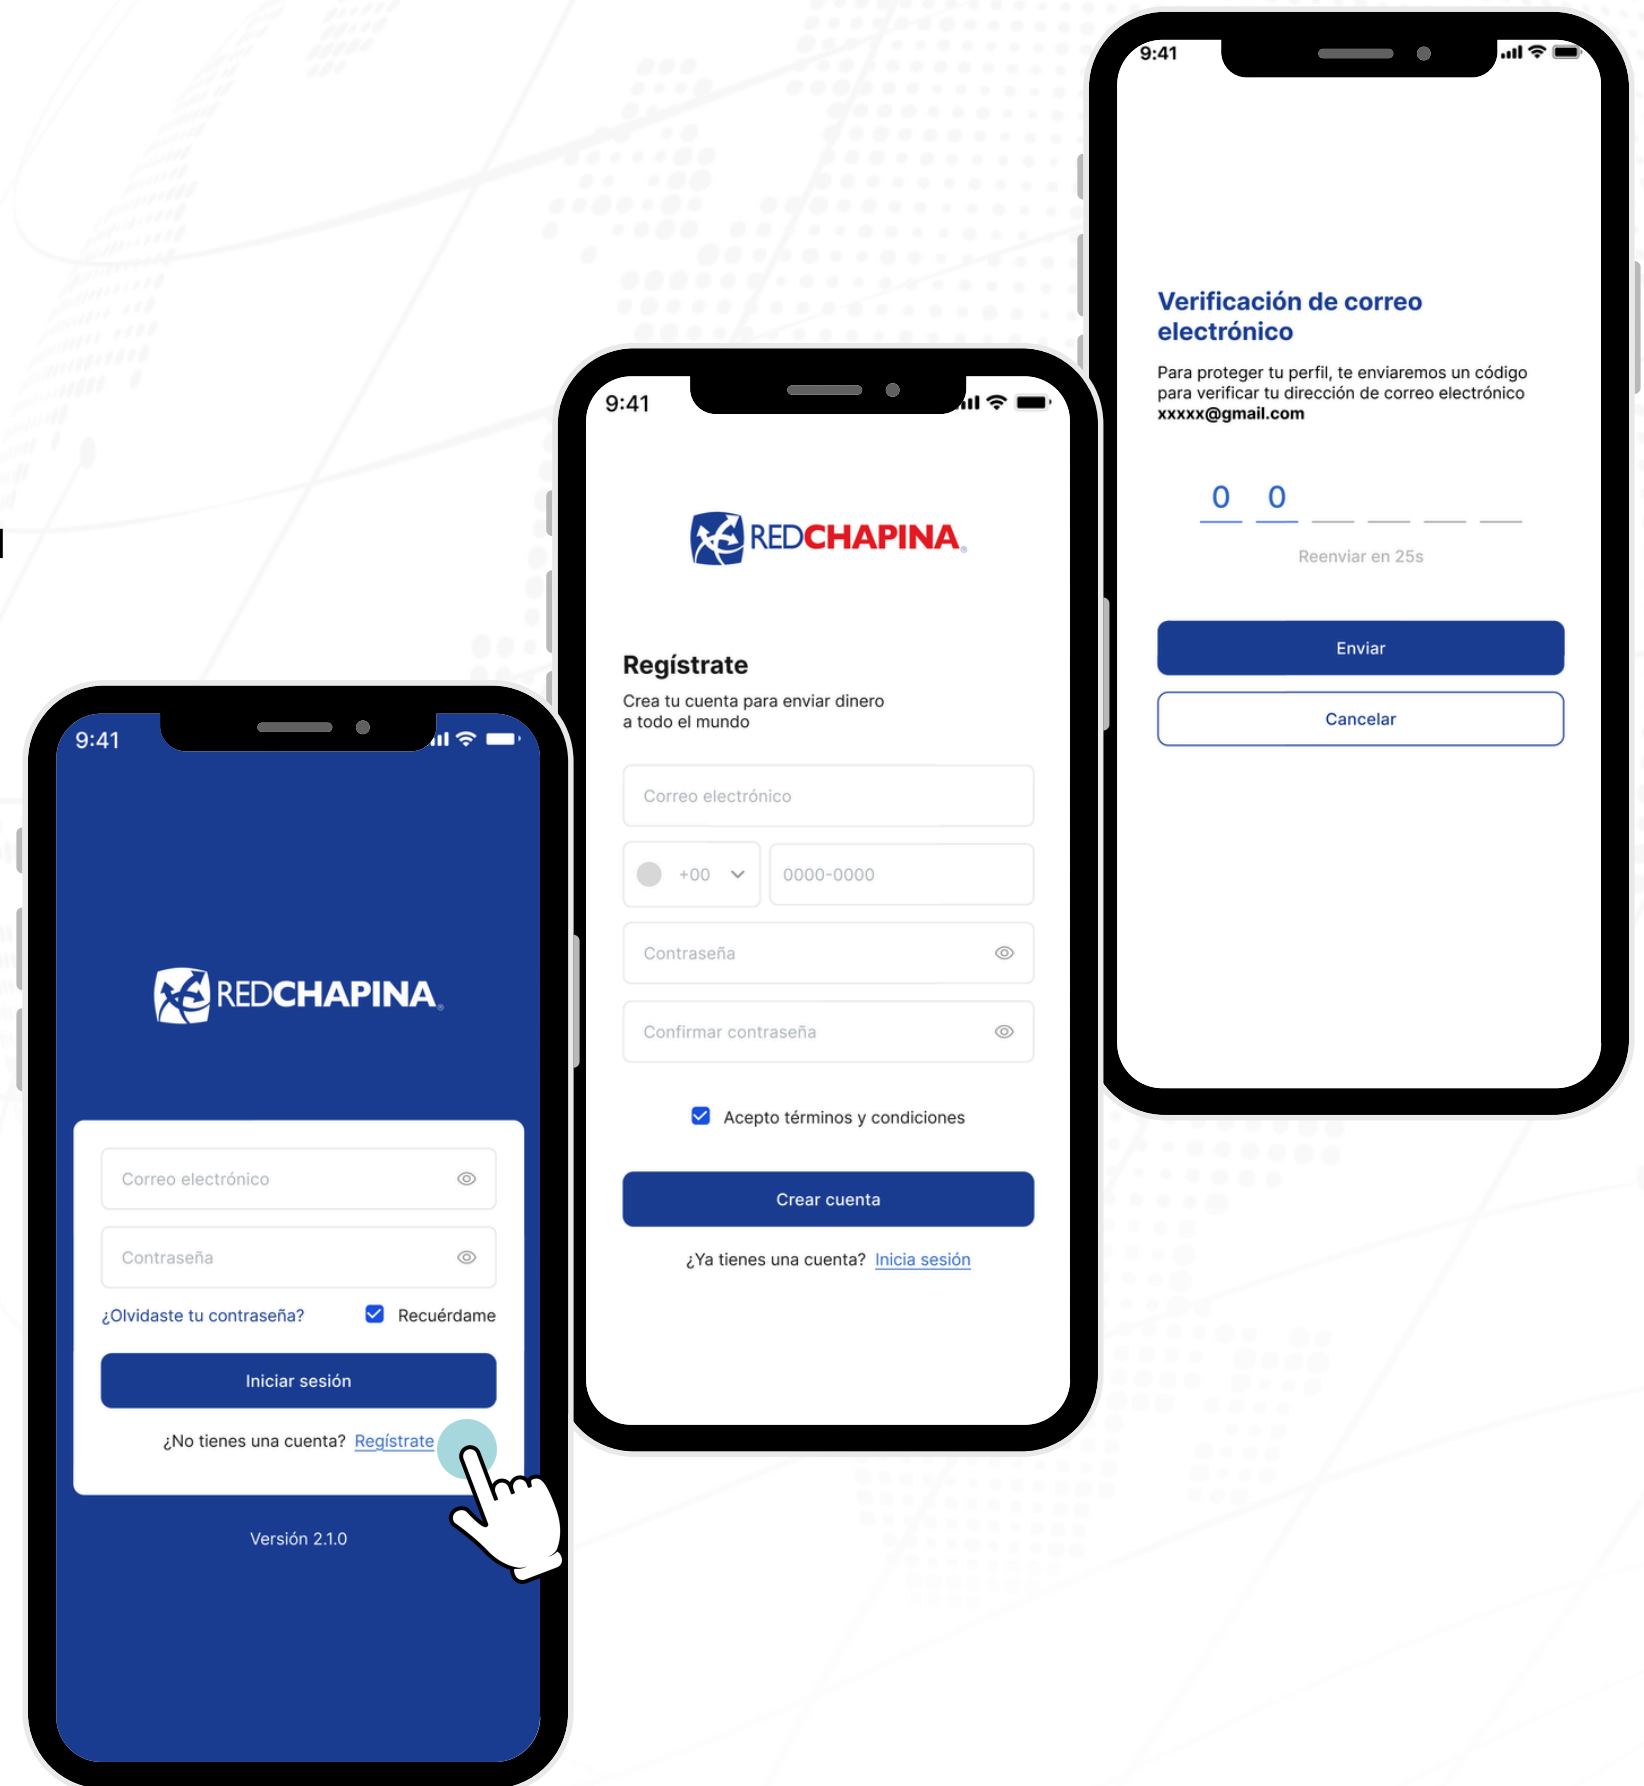 9:41
REDCHAPINA
Correo electrónico
Contraseña
¿Olvidaste tu contraseña? Recuérdame
Iniciar sesión
¿No tienes una cuenta? Regístrate
Versión 2.1.0
9:41
REDCHAPINA
Regístrate
Crea tu cuenta para enviar dinero
a todo el mundo
Correo electrónico
+00 0000-0000
Contraseña
Confirmar contraseña
Acepto términos y condiciones
Crear cuenta
¿Ya tienes una cuenta? Inicia sesión
9:41
Verificación de correo
electrónico
Para proteger tu perfil, te enviaremos un código
para verificar tu dirección de correo electrónico
xxxxx@gmail.com
0 0
Reenviar en 25s
Enviar
Cancelar